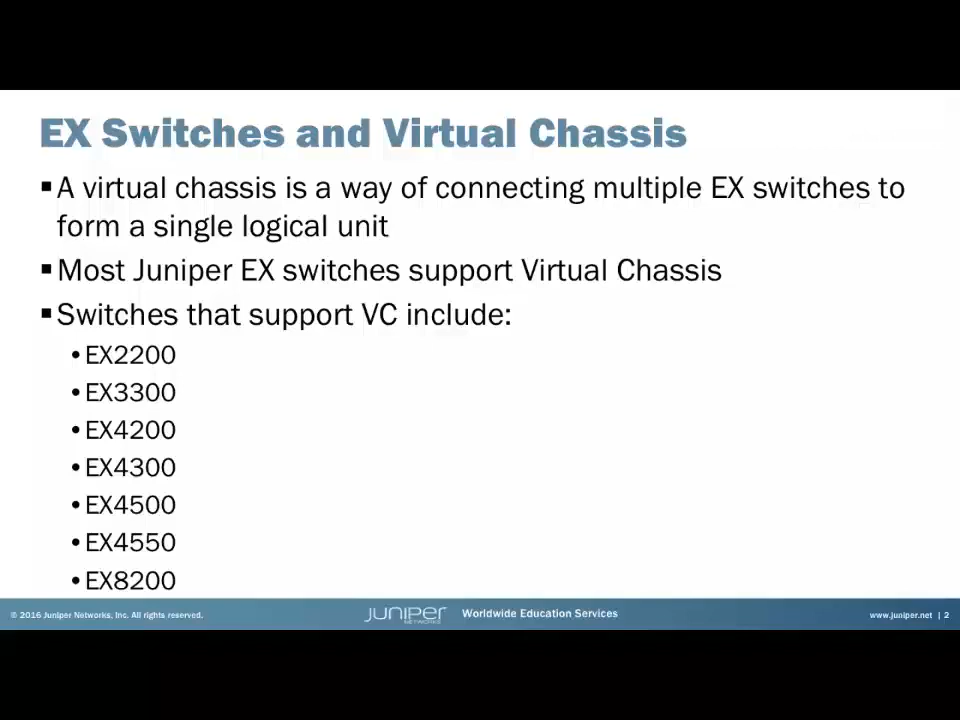 EX Switches and Virtual Chassis
▪A virtual chassis is a way of connecting multiple EX switches to
form a single logical unit
▪Most Juniper EX switches support Virtual Chassis
▪Switches that support VC include:
•EX2200
•EX3300
•EX4200
•EX4300
•EX4500
•EX4550
•EX8200
© 2016 Juniper Networks, Inc. All rights reserved.
JUNIPER NETWORKS
Worldwide Education Services
www.juniper.net | 2